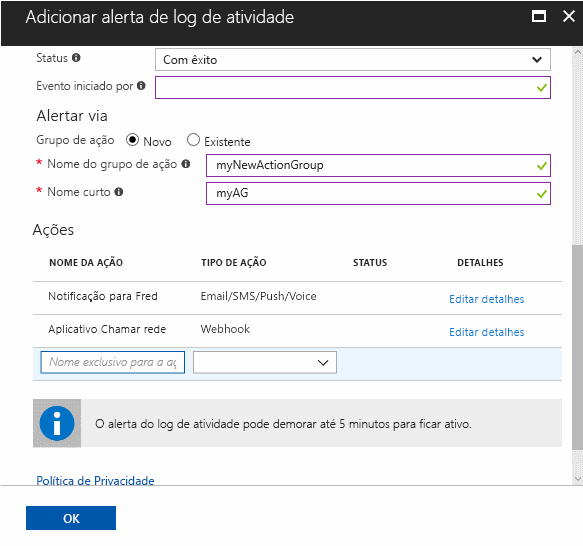 Adicionar alerta de log de atividade
Status Com êxito
Evento iniciado por
Alertar via
Grupo de ação Novo Existente
* Nome do grupo de ação myNewActionGroup
* Nome curto myAG
Ações
NOME DA AÇÃO TIPO DE AÇÃO STATUS DETALHES
Notificação para Fred Email/SMS/Push/Voice Editar detalhes
Aplicativo Chamar rede Webhook Editar detalhes
Nome exclusivo para a aç
O alerta do log de atividade pode demorar até 5 minutos para ficar ativo.
Política de Privacidade
OK